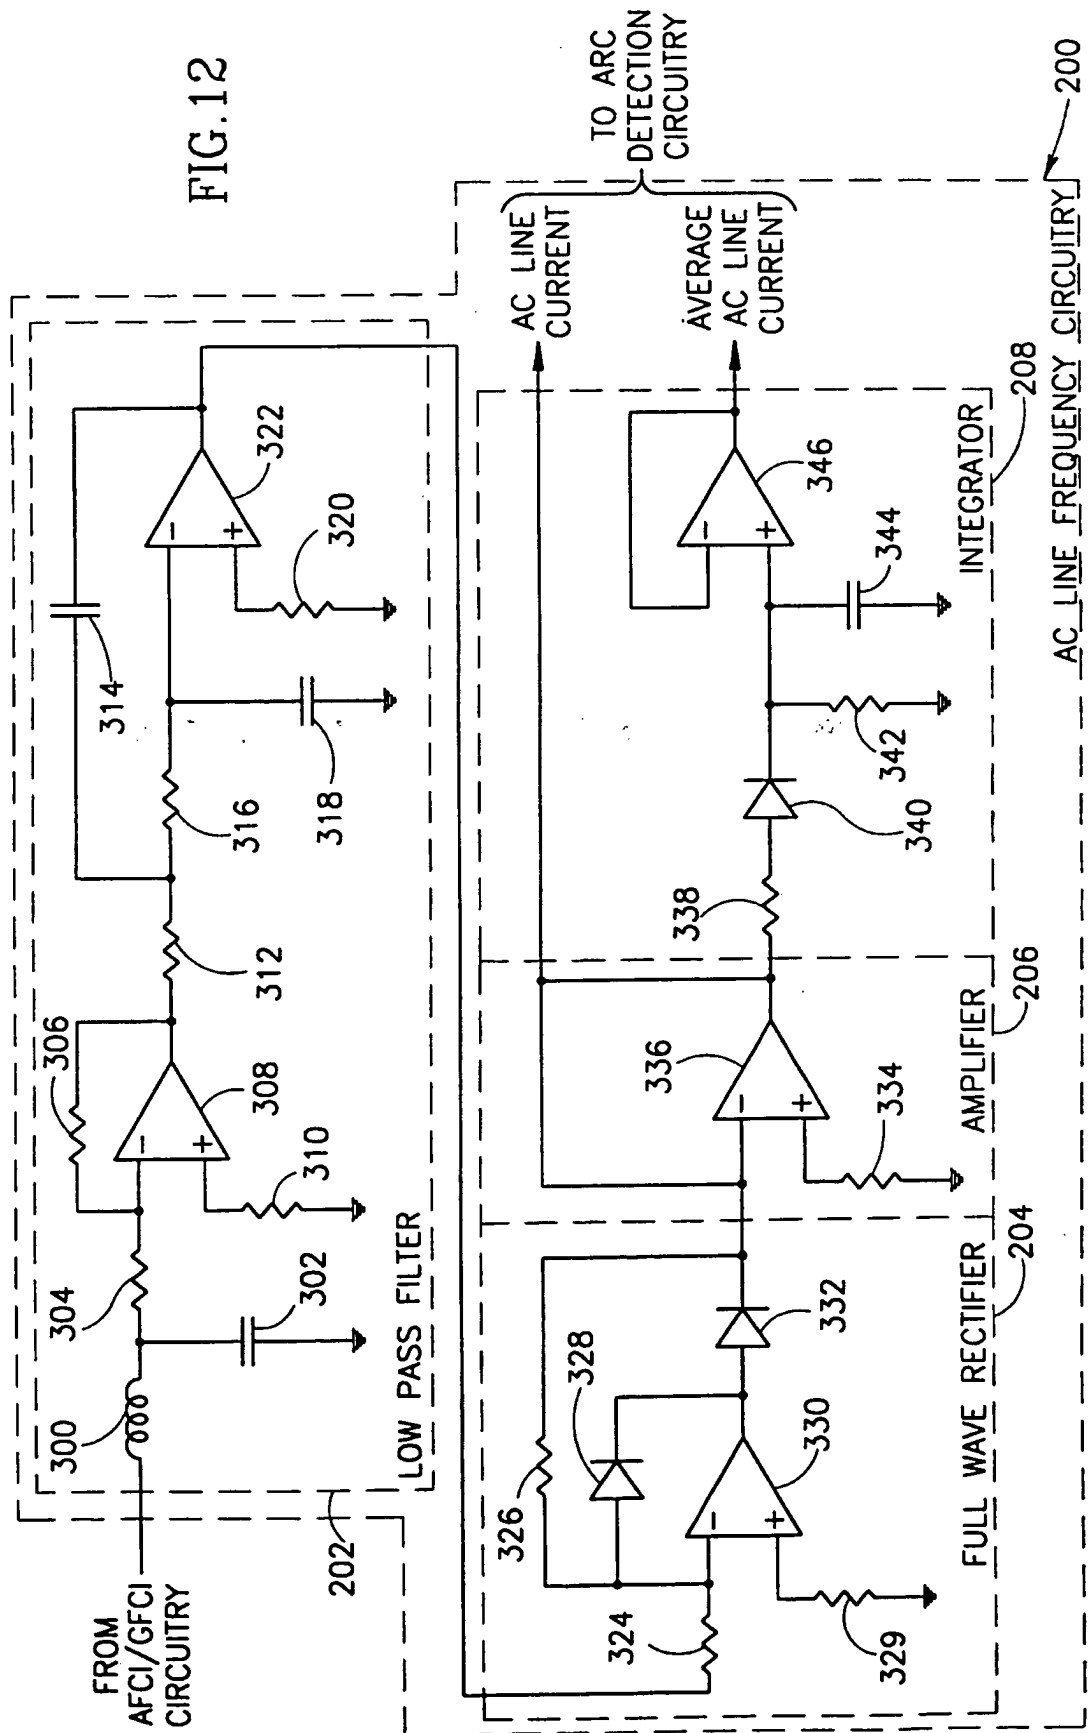 FIG.12
FROM
AFCI/GFCI
CIRCUITRY
300
304
302
306
308
310
312
314
316
318
320
322
-
+
-
+
LOW PASS FILTER
202
324
326
328
329
330
332
-
+
FULL WAVE RECTIFIER
204
334
336
-
+
AMPLIFIER
206
338
340
342
344
346
-
+
INTEGRATOR
208
AC LINE
CURRENT
AVERAGE
AC LINE
CURRENT
TO ARC
DETECTION
CIRCUITRY
AC LINE FREQUENCY CIRCUITRY
200